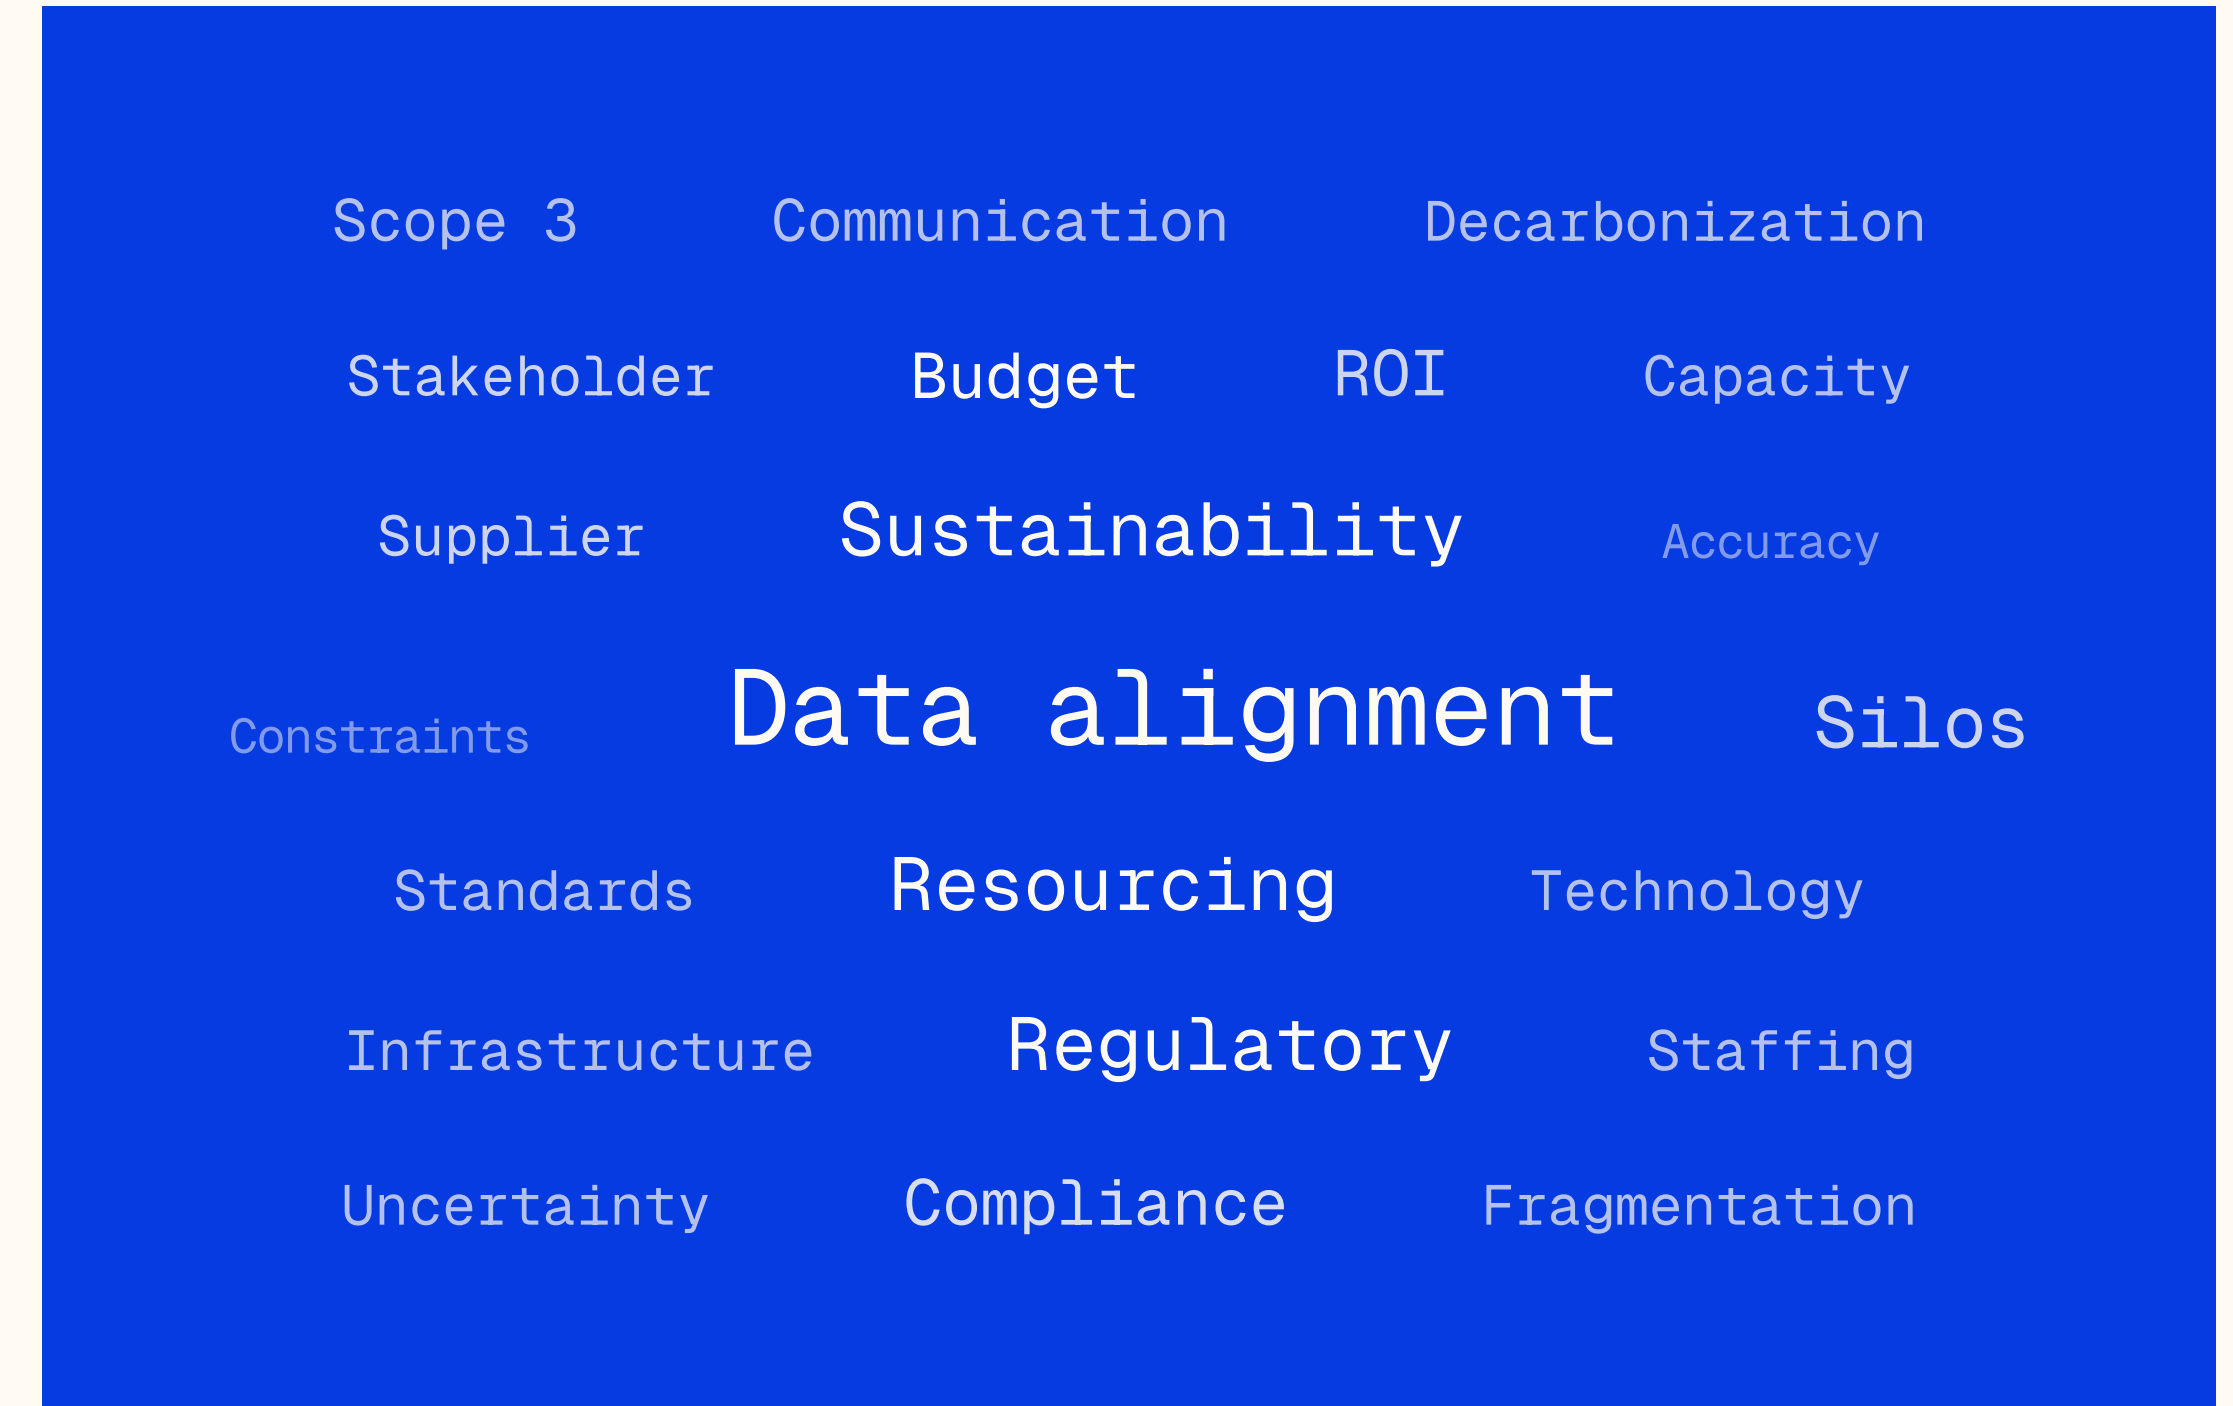 Scope 3 Communication Decarbonization
Stakeholder Budget ROI Capacity
Supplier Sustainability Accuracy
Constraints Data alignment Silos
Standards Resourcing Technology
Infrastructure Regulatory Staffing
Uncertainty Compliance Fragmentation